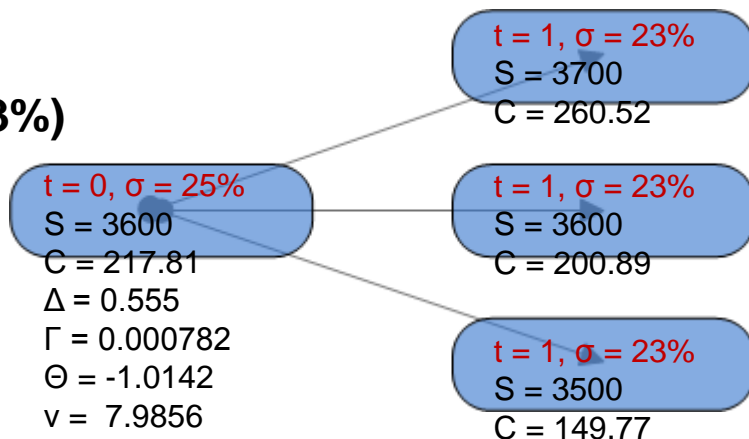 3%)
t = 0, σ = 25%
S = 3600
C = 217.81
Δ = 0.555
Γ = 0.000782
Θ = -1.0142
ν = 7.9856
t = 1, σ = 23%
S = 3700
C = 260.52
t = 1, σ = 23%
S = 3600
C = 200.89
t = 1, σ = 23%
S = 3500
C = 149.77